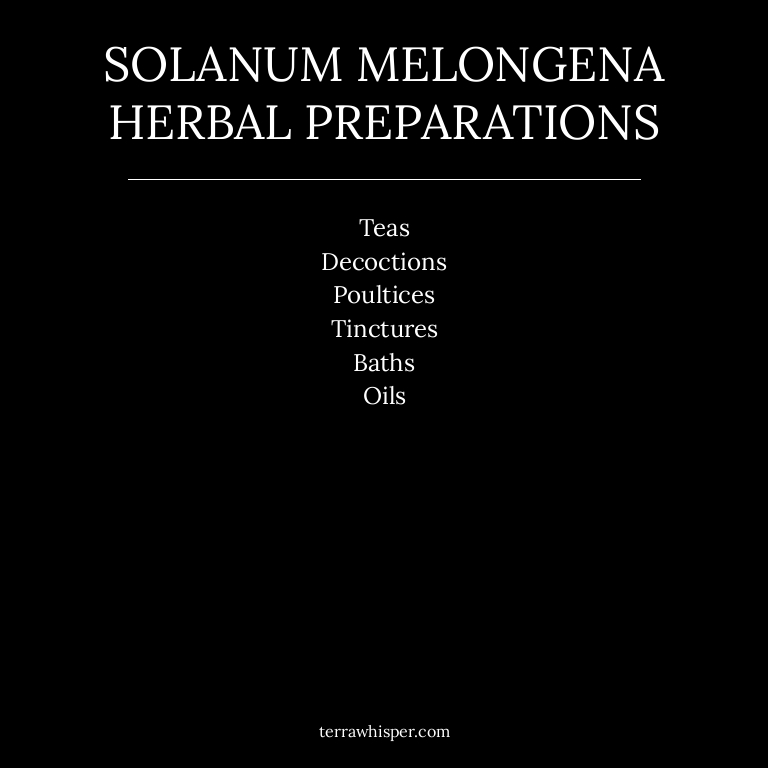 SOLANUM MELONGENA
HERBAL PREPARATIONS
Teas
Decoctions
Poultices
Tinctures
Baths
Oils
terrawhisper.com